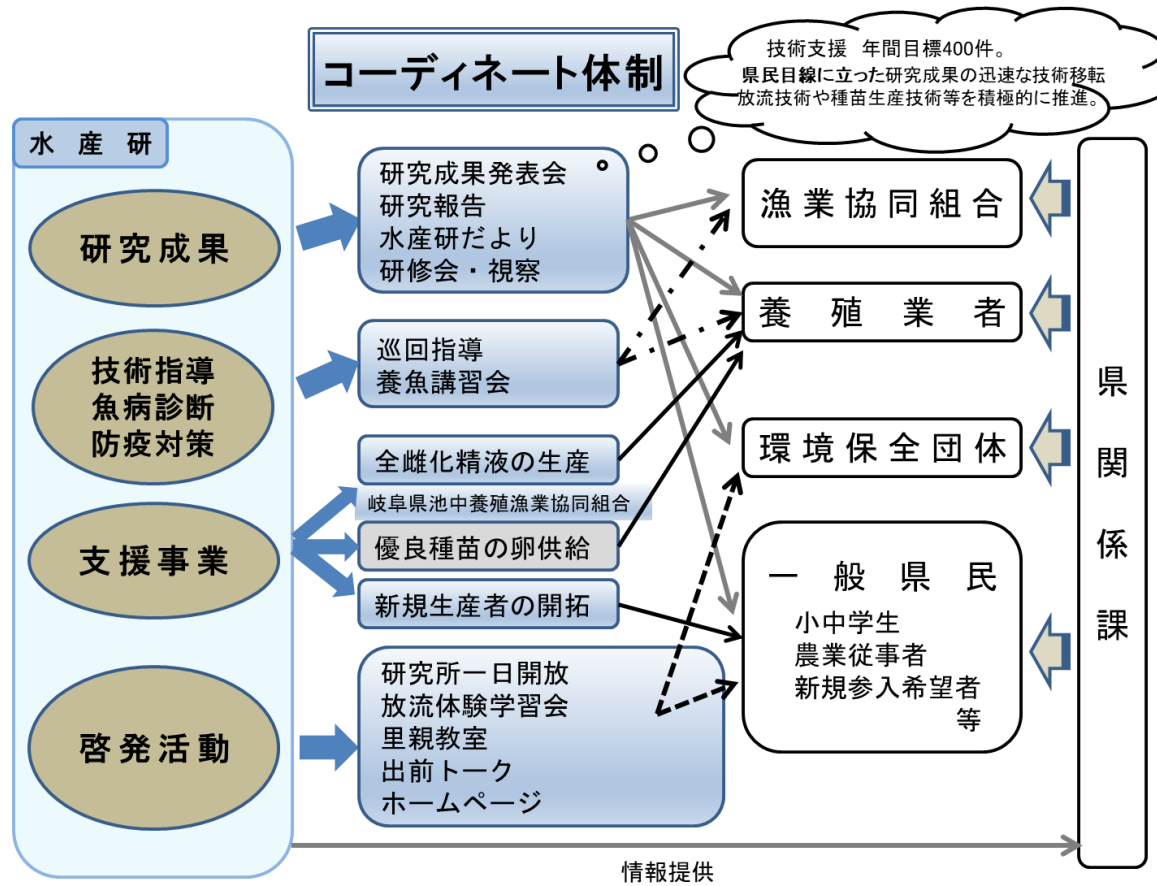 コーディネート体制
技術支援 年間目標400件。
県民目線に立った研究成果の迅速な技術移転
放流技術や種苗生産技術等を積極的に推進。
水産研
研究成果
技術指導
魚病診断
防疫対策
支援事業
啓発活動
研究成果発表会
研究報告
水産研だより
研修会・視察
巡回指導
養魚講習会
全雌化精液の生産
岐阜県池中養殖漁業協同組合
優良種苗の卵供給
新規生産者の開拓
研究所一日開放
放流体験学習会
里親教室
出前トーク
ホームページ
漁業協同組合
養殖業者
環境保全団体
一般県民
小中学生
農業従事者
新規参入希望者
等
県関係課
情報提供